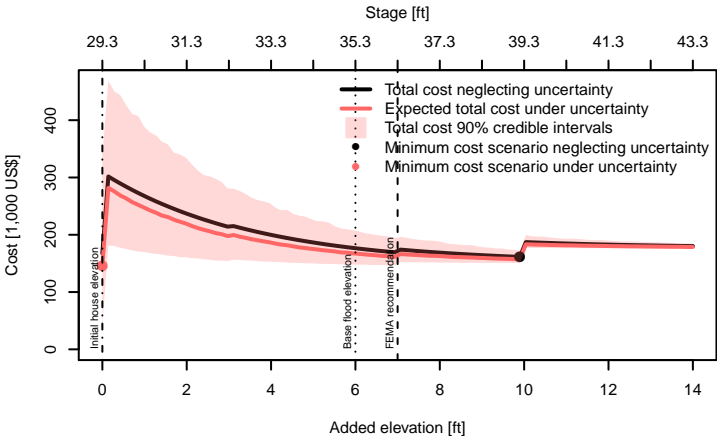 Stage [ft]
29.3 31.3 33.3 35.3 37.3 39.3 41.3 43.3
Total cost neglecting uncertainty
Expected total cost under uncertainty
Total cost 90% credible intervals
Minimum cost scenario neglecting uncertainty
Minimum cost scenario under uncertainty
Cost [1,000 US$]
400
300
200
100
0
Initial house elevation
Base flood elevation
FEMA recommendation
0 2 4 6 8 10 12 14
Added elevation [ft]